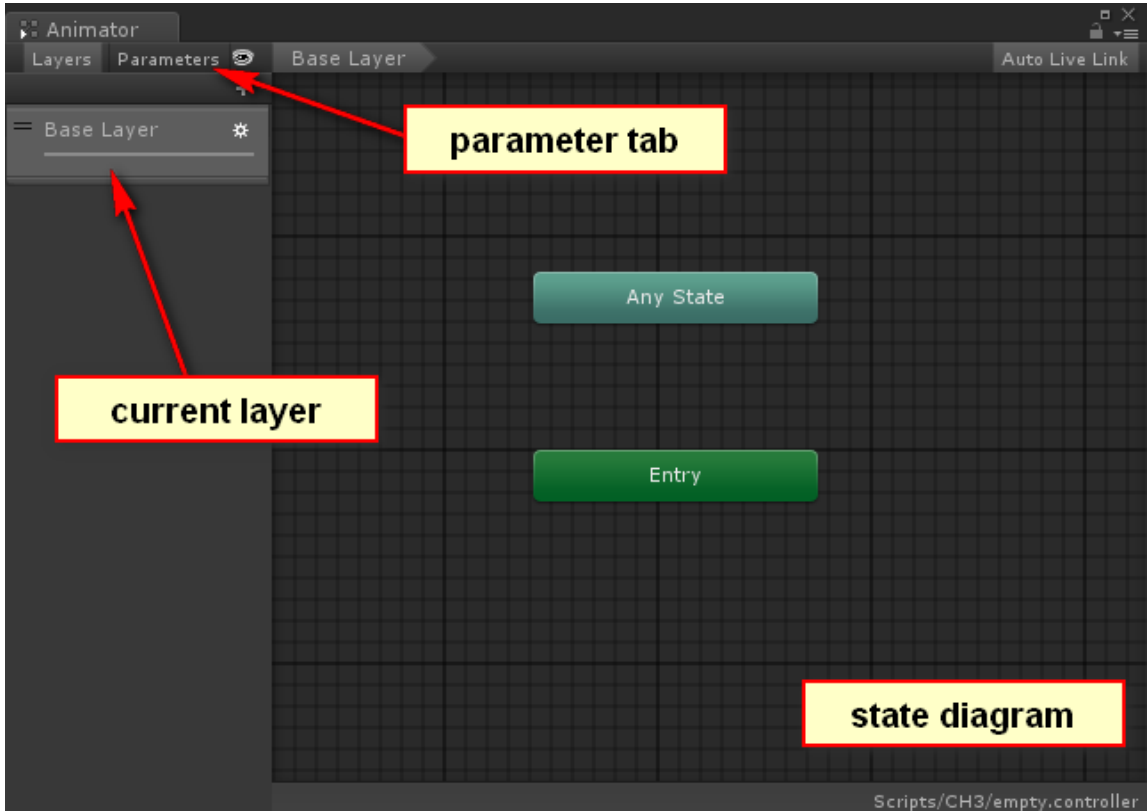 Animator
Layers Parameters Base Layer Auto Live Link
parameter tab
Base Layer
Any State
current layer
Entry
state diagram
Scripts/CH3/empty.controller